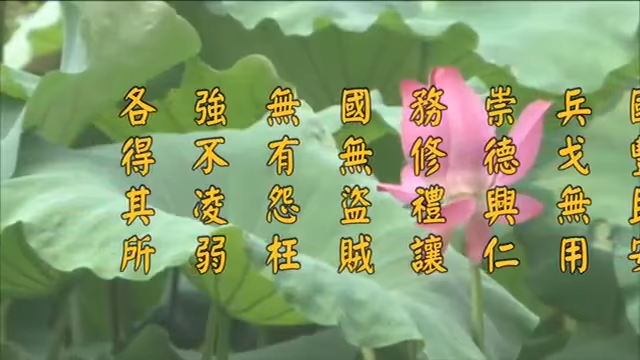 兵戈無用
崇德興仁
務修禮讓
國無盜賊
無有怨枉
強不凌弱
各得其所